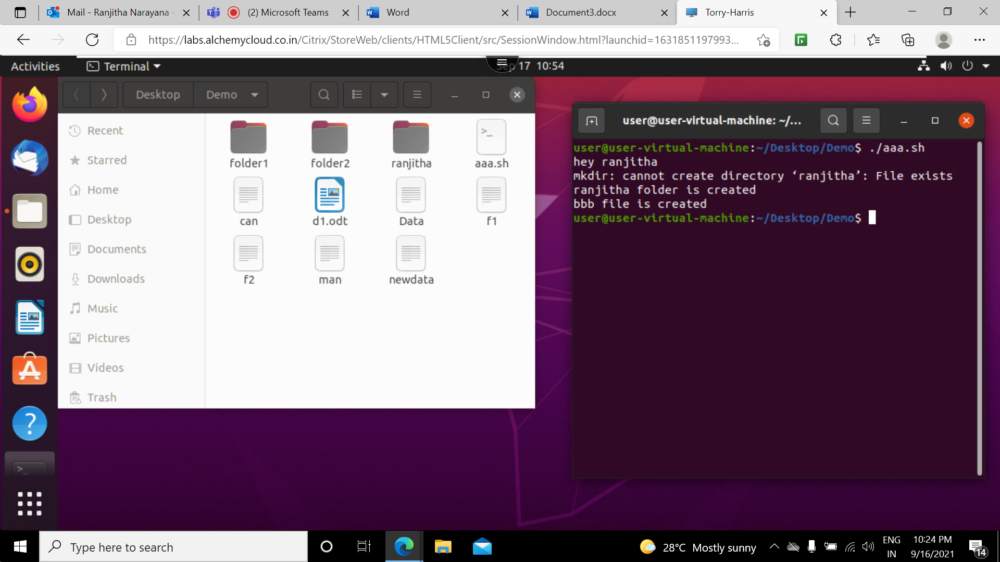 Mail - Ranjitha Narayana -
(2) Microsoft Teams
Word
Document3.docx
Torry-Harris
https://labs.alchemycloud.co.in/Citrix/StoreWeb/clients/HTML5Client/src/SessionWindow.html?launchid=1631851197993...
Activities
Terminal
Sep 17 10:54
Desktop
Demo
Recent
Starred
Home
Desktop
Documents
Downloads
Music
Pictures
Videos
Trash
folder1
folder2
ranjitha
aaa.sh
can
d1.odt
Data
f1
f2
man
newdata
user@user-virtual-machine: ~/...
user@user-virtual-machine:~/Desktop/Demo$ ./aaa.sh
hey ranjitha
mkdir: cannot create directory ‘ranjitha’: File exists
ranjitha folder is created
bbb file is created
user@user-virtual-machine:~/Desktop/Demo$
Type here to search
28°C Mostly sunny
ENG
IN
10:24 PM
9/16/2021
14